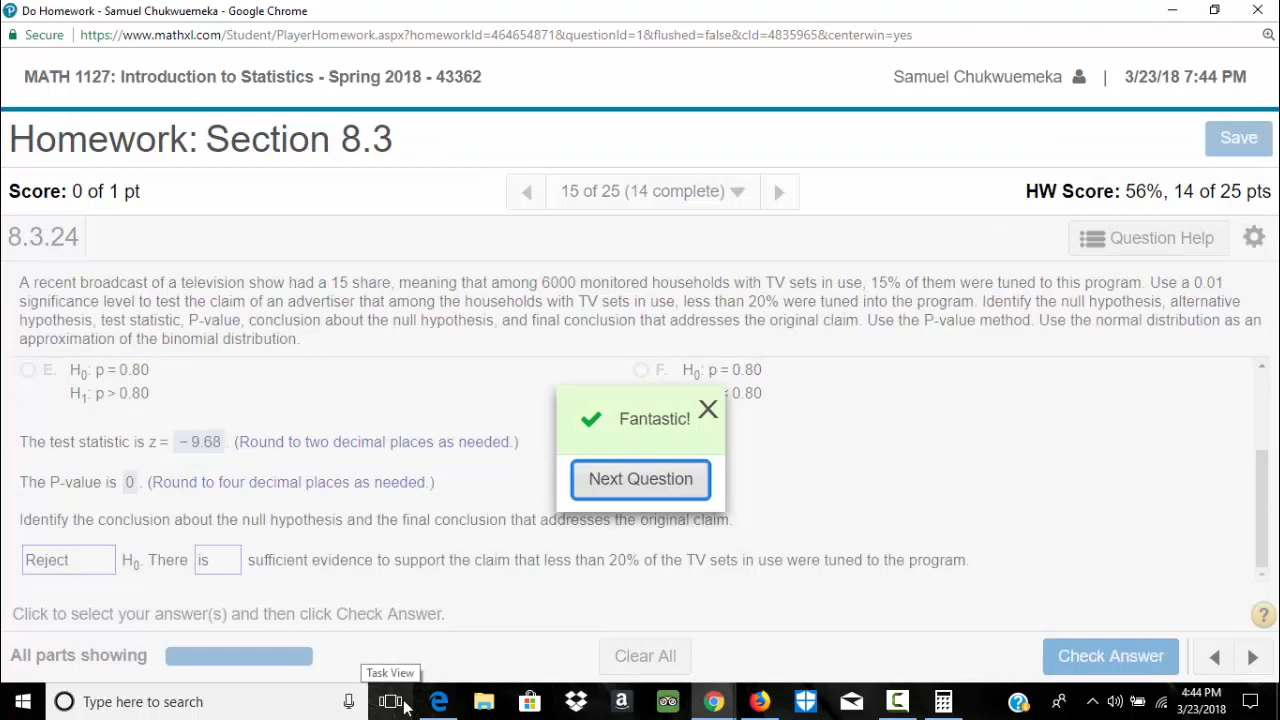 Do Homework - Samuel Chukwuemeka - Google Chrome
Secure https://www.mathxl.com/Student/PlayerHomework.aspx?homeworkId=464654871&questionId=1&flushed=false&cId=4835965&centerwin=yes
MATH 1127: Introduction to Statistics - Spring 2018 - 43362 Samuel Chukwuemeka | 3/23/18 7:44 PM
Homework: Section 8.3 Save
Score: 0 of 1 pt 15 of 25 (14 complete) HW Score: 56%, 14 of 25 pts
8.3.24 Question Help
A recent broadcast of a television show had a 15 share, meaning that among 6000 monitored households with TV sets in use, 15% of them were tuned to this program. Use a 0.01
significance level to test the claim of an advertiser that among the households with TV sets in use, less than 20% were tuned into the program. Identify the null hypothesis, alternative
hypothesis, test statistic, P-value, conclusion about the null hypothesis, and final conclusion that addresses the original claim. Use the P-value method. Use the normal distribution as an
approximation of the binomial distribution.
E. H0: p = 0.80 F. H0: p = 0.80
H1: p > 0.80 0.80
Fantastic!
The test statistic is z = − 9.68 . (Round to two decimal places as needed.)
Next Question
The P-value is 0 . (Round to four decimal places as needed.)
Identify the conclusion about the null hypothesis and the final conclusion that addresses the original claim.
Reject H0. There is sufficient evidence to support the claim that less than 20% of the TV sets in use were tuned to the program.
Click to select your answer(s) and then click Check Answer. ?
All parts showing Clear All Check Answer
Task View
Type here to search
4:44 PM
3/23/2018